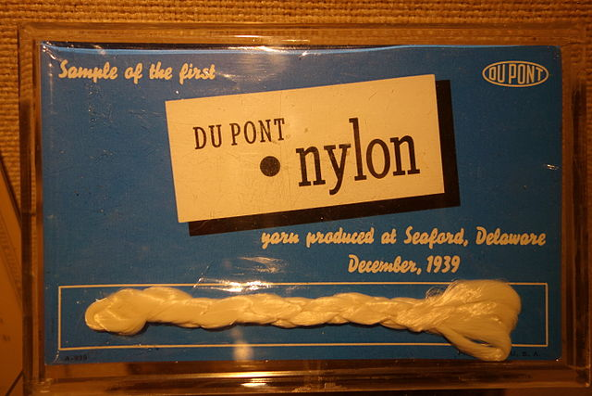 Sample of the first
DU PONT
DU PONT
nylon
yarn produced at Seaford, Delaware
December, 1939